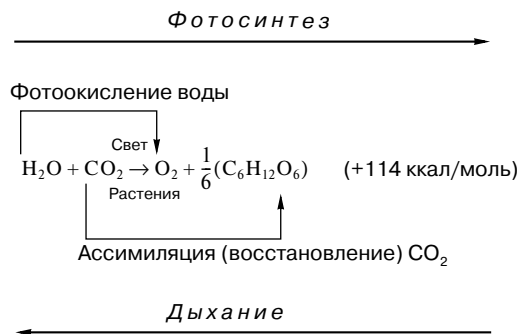 Фотосинтез
Фотоокисление воды
Свет
H₂O + CO₂ → O₂ + 1/6(C₆H₁₂O₆) (+114 ккал/моль)
Растения
Ассимиляция (восстановление) CO₂
Дыхание